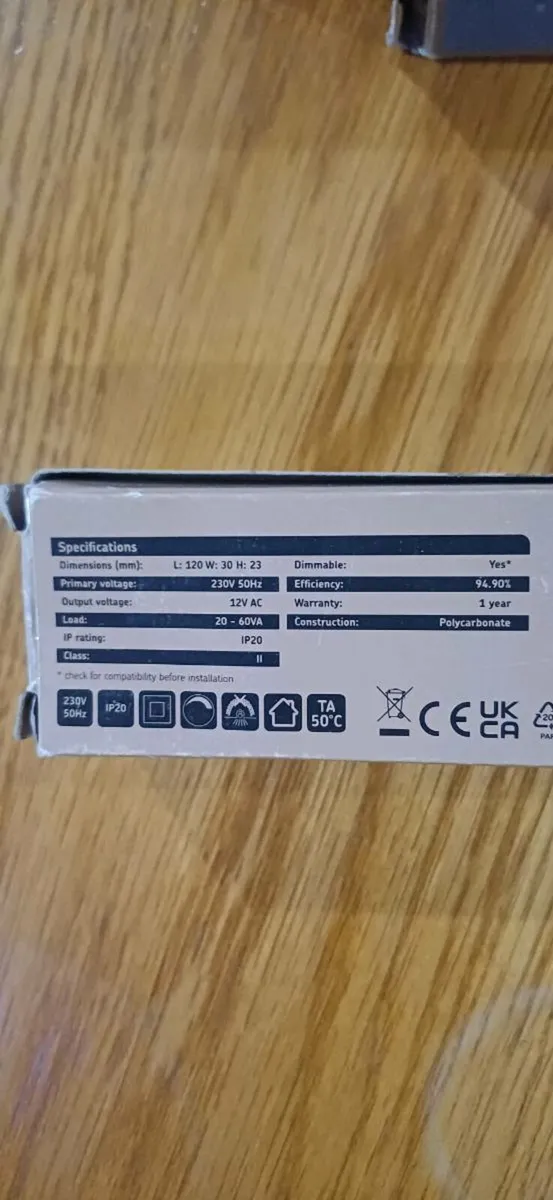 Specifications
Dimensions (mm): L: 120 W: 30 H: 23
Primary voltage: 230V 50Hz
Output voltage: 12V AC
Load: 20 - 60VA
IP rating: IP20
Class: II
Dimmable: Yes*
Efficiency: 94.90%
Warranty: 1 year
Construction: Polycarbonate
* check for compatibility before installation
230V
50Hz
IP20
TA
50°C
CE
UK
CA
20
PAP